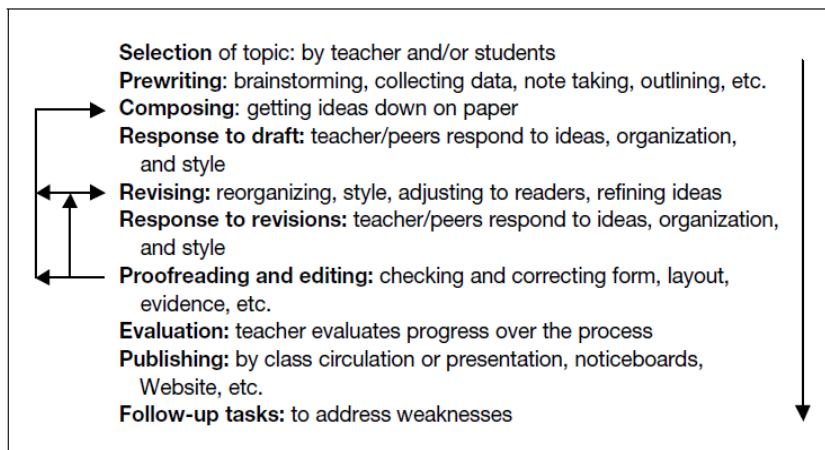 Selection of topic: by teacher and/or students
Prewriting: brainstorming, collecting data, note taking, outlining, etc.
Composing: getting ideas down on paper
Response to draft: teacher/peers respond to ideas, organization,
and style
Revising: reorganizing, style, adjusting to readers, refining ideas
Response to revisions: teacher/peers respond to ideas, organization,
and style
Proofreading and editing: checking and correcting form, layout,
evidence, etc.
Evaluation: teacher evaluates progress over the process
Publishing: by class circulation or presentation, noticeboards,
Website, etc.
Follow-up tasks: to address weaknesses